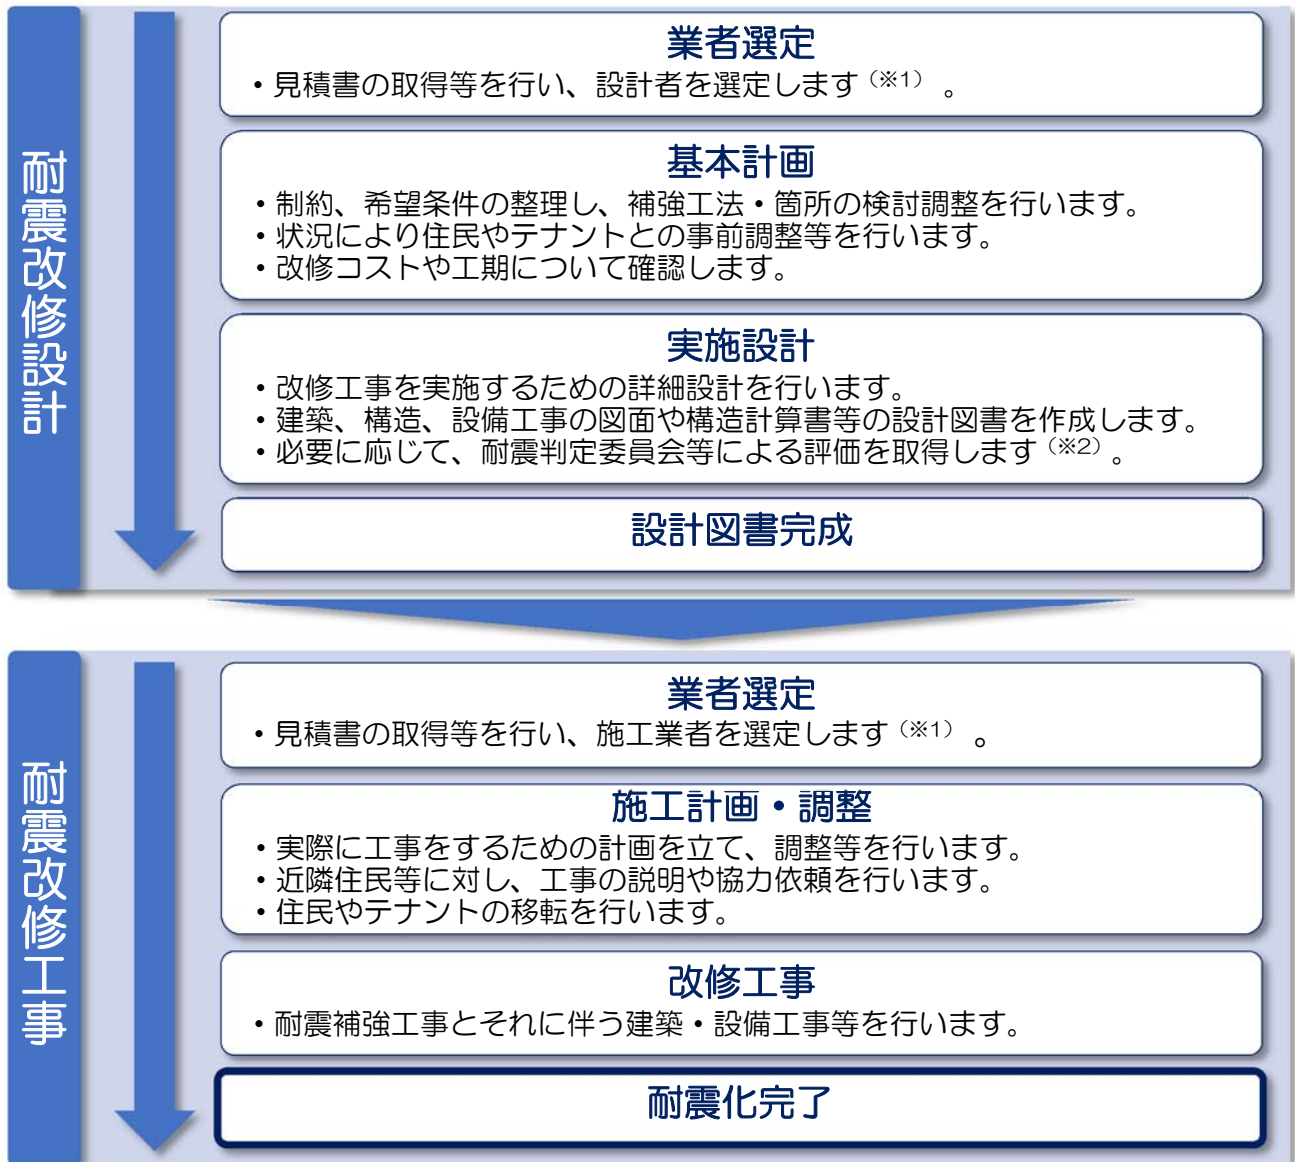 耐震改修設計
業者選定
・見積書の取得等を行い、設計者を選定します（※1）。
基本計画
・制約、希望条件の整理し、補強工法・箇所の検討調整を行います。
・状況により住民やテナントとの事前調整等を行います。
・改修コストや工期について確認します。
実施設計
・改修工事を実施するための詳細設計を行います。
・建築、構造、設備工事の図面や構造計算書等の設計図書を作成します。
・必要に応じて、耐震判定委員会等による評価を取得します（※2）。
設計図書完成
耐震改修工事
業者選定
・見積書の取得等を行い、施工業者を選定します（※1）。
施工計画・調整
・実際に工事をするための計画を立て、調整等を行います。
・近隣住民等に対し、工事の説明や協力依頼を行います。
・住民やテナントの移転を行います。
改修工事
・耐震補強工事とそれに伴う建築・設備工事等を行います。
耐震化完了